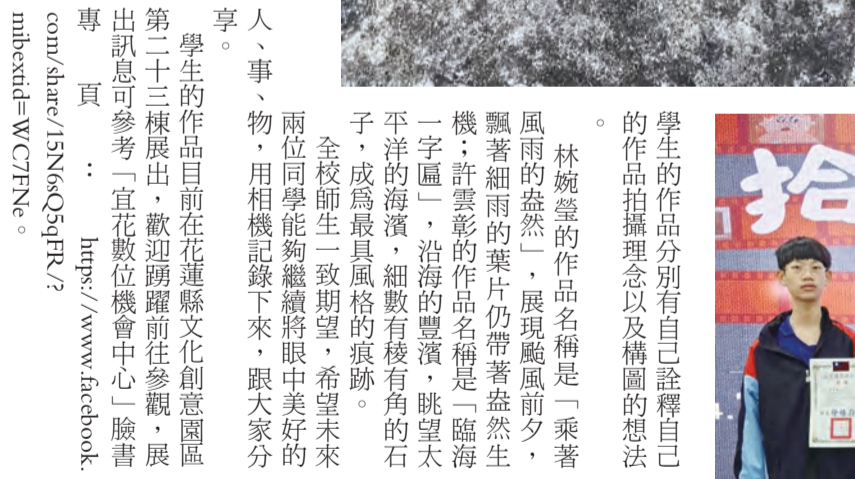 學生的作品分別有自己詮釋自己
的作品拍攝理念以及構圖的想法
。
林婉瑩的作品名稱是「乘著
風雨的盎然」，展現颱風前夕，
飄著細雨的葉片仍帶著盎然生
機；許雲彰的作品名稱是「臨海
一字匾」，沿海的豐濱，眺望太
平洋的海濱，細數有稜有角的石
子，成為最具風格的痕跡。
全校師生一致期望，希望未來
兩位同學能夠繼續將眼中美好的
人、事、物，用相機記錄下來，跟大家分
享。
學生的作品目前在花蓮縣文化創意園區
第二十三棟展出，歡迎踴躍前往參觀，展
出訊息可參考「宜花數位機會中心」臉書
專頁：https://www.facebook.
com/share/15N6sQ5qFR/?
mibextid=WC7FNe。
拾